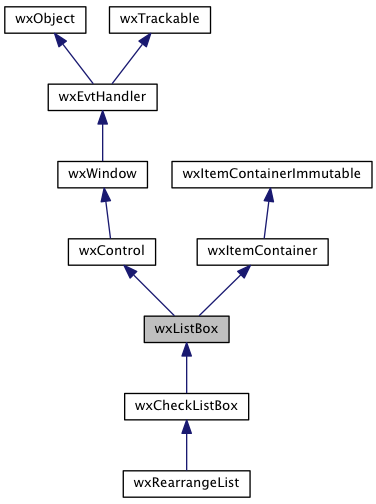 wxObject
wxTrackable
wxEvtHandler
wxWindow
wxItemContainerImmutable
wxControl
wxItemContainer
wxListBox
wxCheckListBox
wxRearrangeList